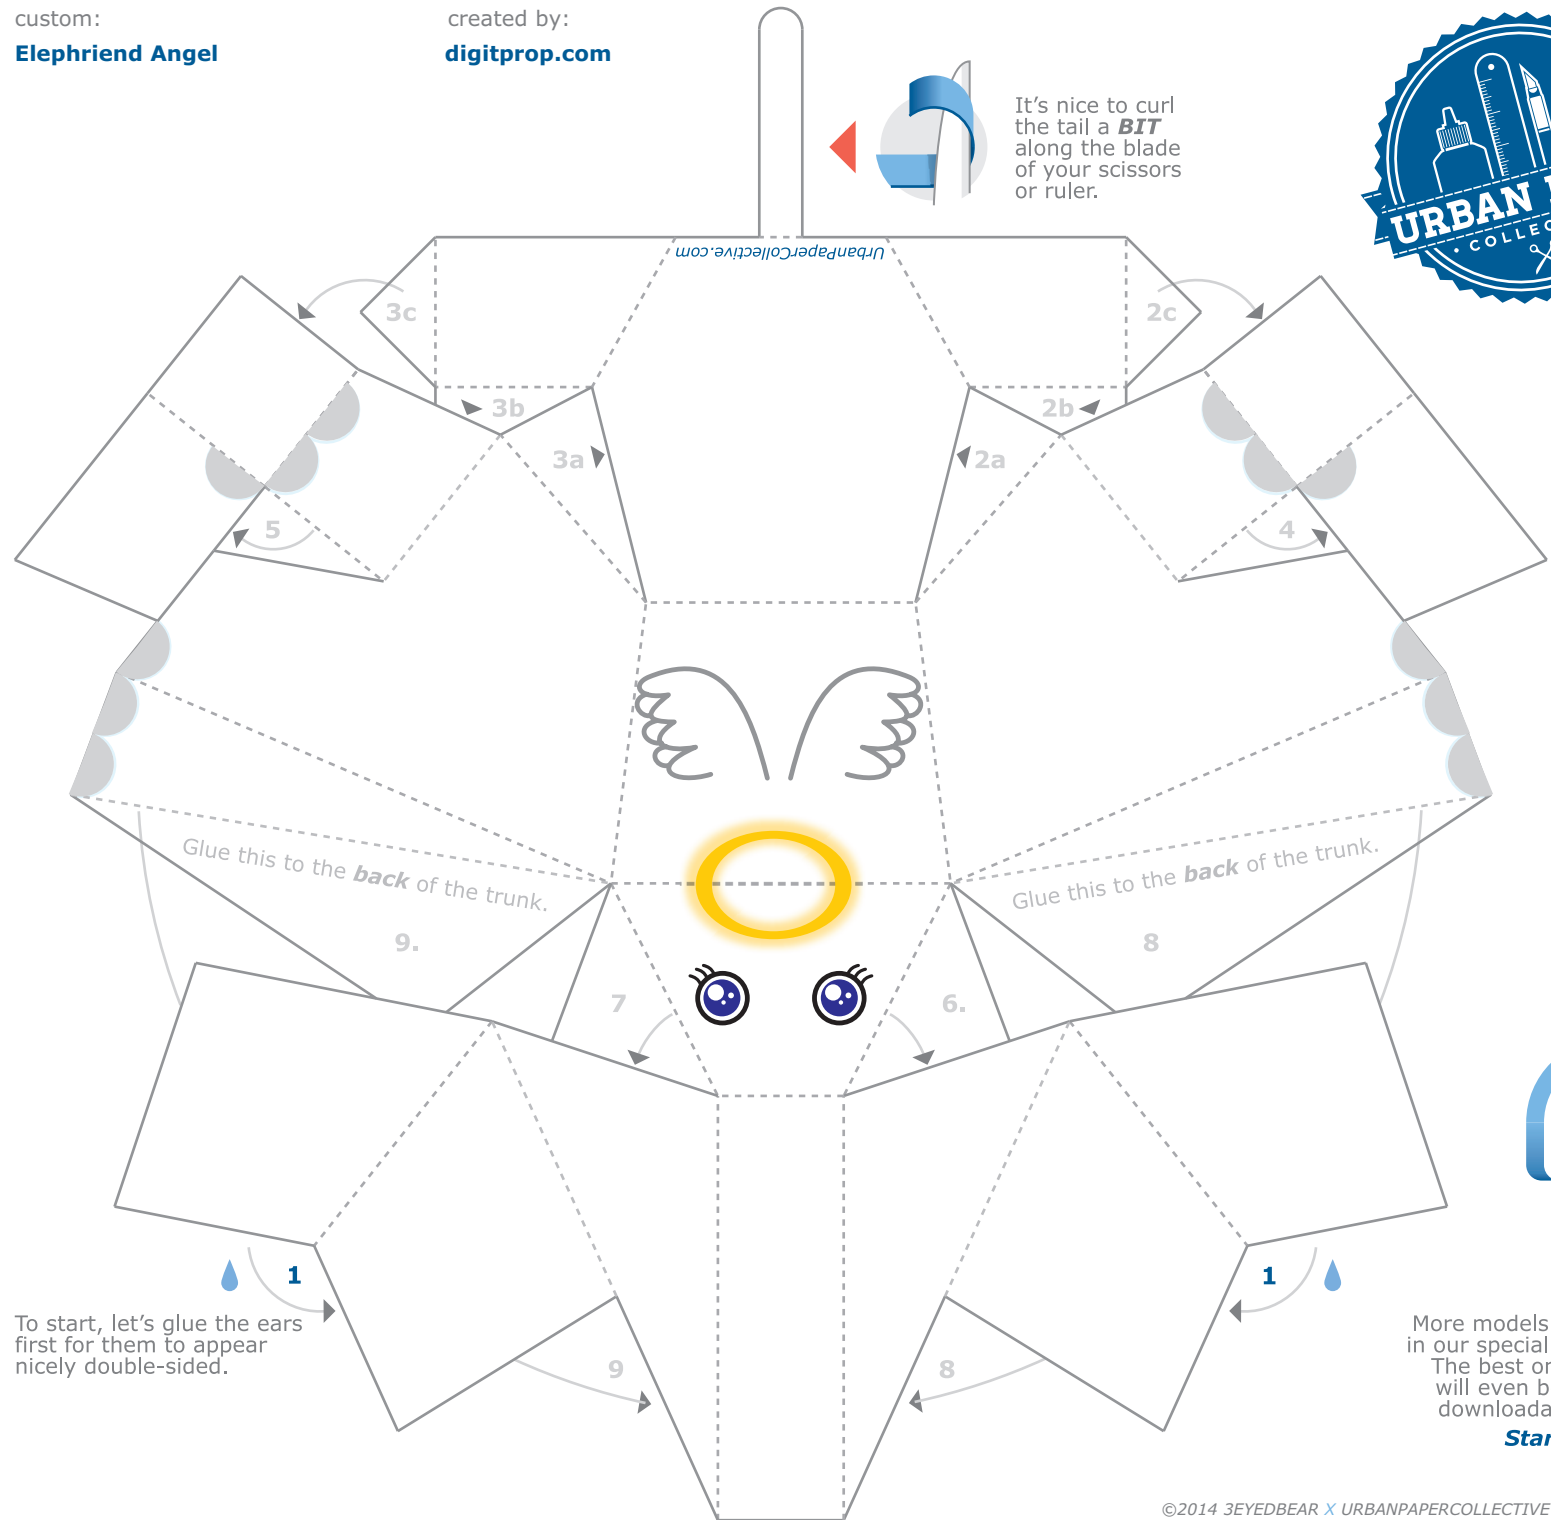 custom:
Elephriend Angel
created by:
digitprop.com
It’s nice to curl
the tail a BIT
along the blade
of your scissors
or ruler.
URBAN
• COLLEC
UrbanPaperCollective.com
3c
2c
3b
2b
3a
2a
5
4
Glue this to the back of the trunk.
Glue this to the back of the trunk.
9.
8
7
6.
1
1
To start, let’s glue the ears
first for them to appear
nicely double-sided.
9
8
More models
in our special
The best or
will even b
downloada
Star
©2014 3EYEDBEAR X URBANPAPERCOLLECTIVE